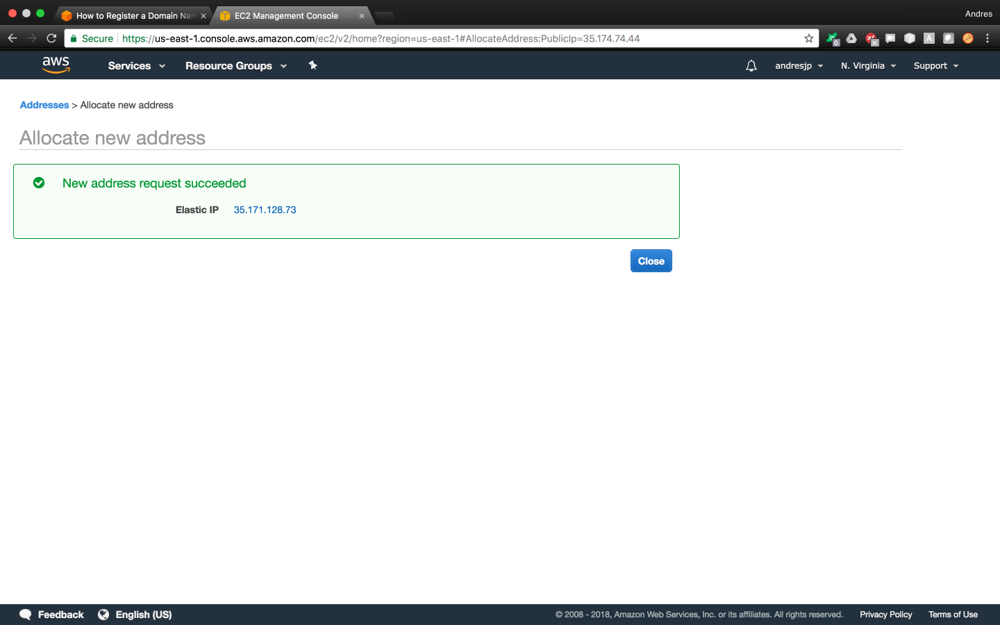 How to Register a Domain Nam
EC2 Management Console
Andres
Secure
https://us-east-1.console.aws.amazon.com/ec2/v2/home?region=us-east-1#AllocateAddress:PublicIp=35.174.74.44
0
A
aws
Services
Resource Groups
andresjp
N. Virginia
Support
Addresses > Allocate new address
Allocate new address
New address request succeeded
Elastic IP 35.171.128.73
Close
Feedback
English (US)
© 2008 - 2018, Amazon Web Services, Inc. or its affiliates. All rights reserved.
Privacy Policy
Terms of Use